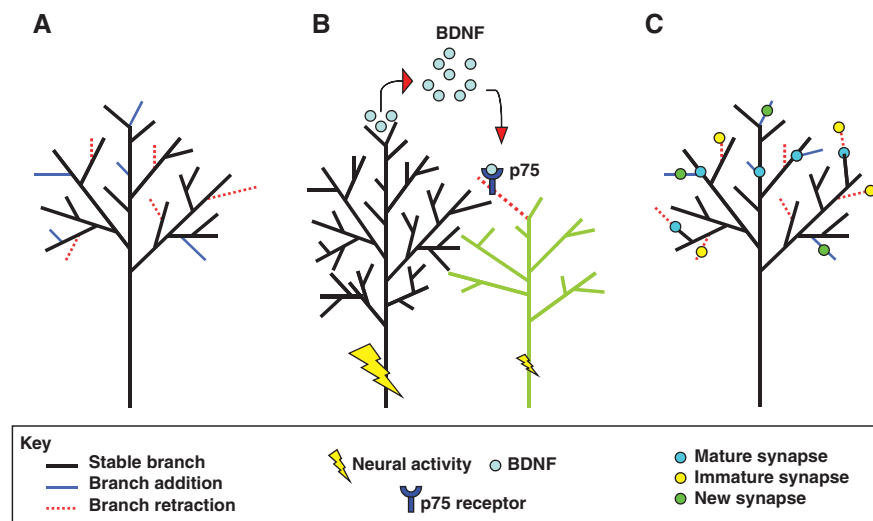 A
B
C
BDNF
p75
Key
Stable branch
Branch addition
Branch retraction
Neural activity
BDNF
p75 receptor
Mature synapse
Immature synapse
New synapse